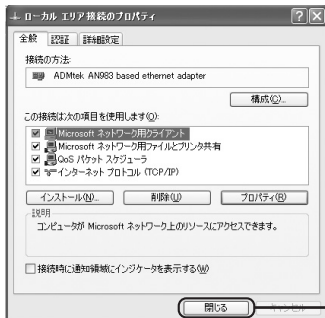 ローカル エリア接続のプロパティ
全般 認証 詳細設定
接続の方法:
ADMtek AN983 based ethernet adapter
構成(C)...
この接続は次の項目を使用します(O):
Microsoft ネットワーク用クライアント
Microsoft ネットワーク用ファイルとプリンタ共有
QoS パケット スケジューラ
インターネット プロトコル (TCP/IP)
インストール(N)... 削除(U) プロパティ(R)
説明
コンピュータが Microsoft ネットワーク上のリソースにアクセスできます。
接続時に通知領域にインジケータを表示する(W)
閉じる キャンセル